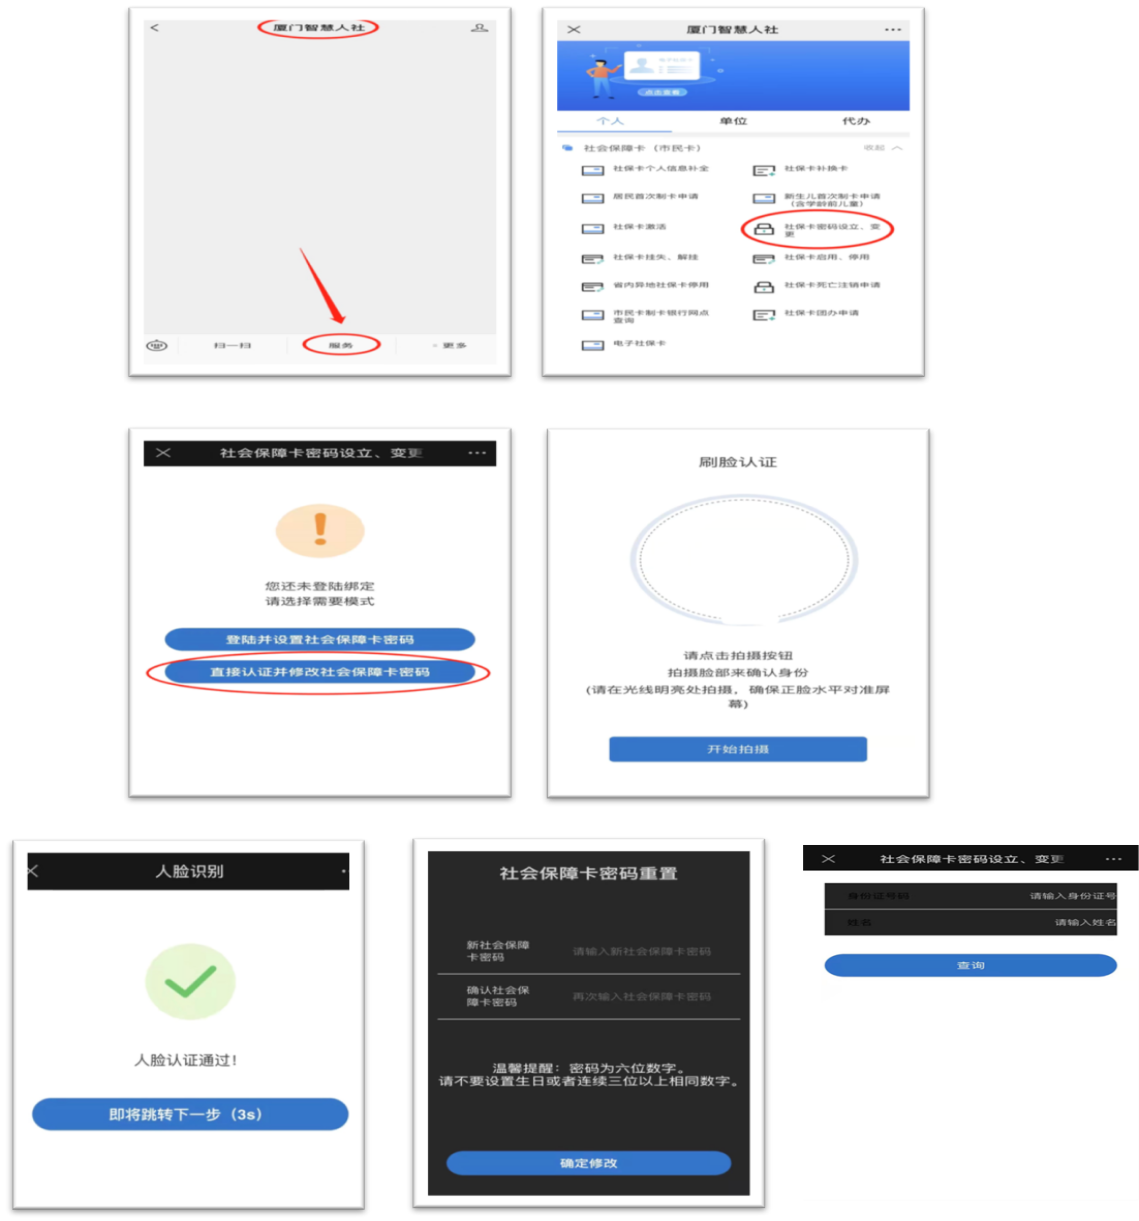 厦门智慧人社
扫一扫
服务
更多
厦门智慧人社
点击查看
个人
单位
代办
社会保障卡（市民卡）
收起
社保卡个人信息补全
社保卡补换卡
居民首次制卡申请
新生儿首次制卡申请
（含学龄前儿童）
社保卡激活
社保卡密码设立、变
更
社保卡挂失、解挂
社保卡启用、停用
省内异地社保卡停用
社保卡死亡注销申请
市民卡制卡银行网点
查询
社保卡团办申请
电子社保卡
社会保障卡密码设立、变更
您还未登陆绑定
请选择需要模式
登陆并设置社会保障卡密码
直接认证并修改社会保障卡密码
刷脸认证
请点击拍摄按钮
拍摄脸部来确认身份
(请在光线明亮处拍摄，确保正脸水平对准屏
幕)
开始拍摄
人脸识别
人脸认证通过!
即将跳转下一步（3s）
社会保障卡密码重置
新社会保障
卡密码
请输入新社会保障卡密码
确认社会保
障卡密码
再次输入社会保障卡密码
温馨提醒：密码为六位数字。
请不要设置生日或者连续三位以上相同数字。
确定修改
社会保障卡密码设立、变更
身份证号码
请输入身份证号
姓名
请输入姓名
查询